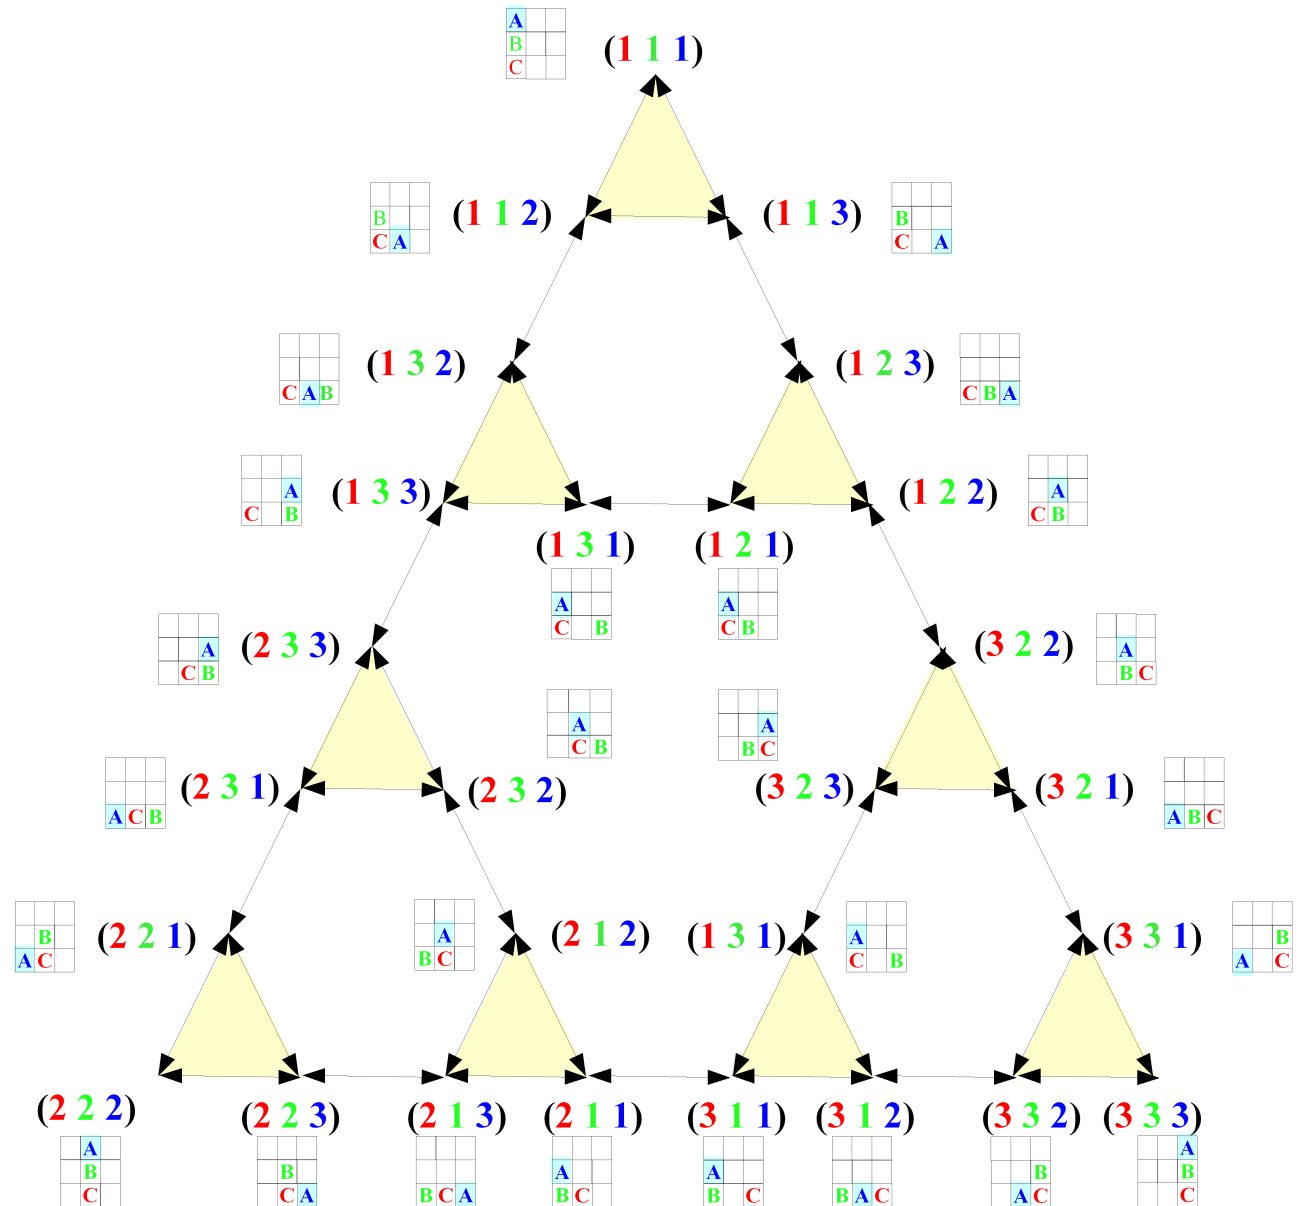 A
B
C
(1 1 1)
B
C A
(1 1 2)
(1 1 3)
B
C A
C A B
(1 3 2)
(1 2 3)
C B A
A
C B
(1 3 3)
(1 2 2)
A
C B
(1 3 1)
(1 2 1)
A
C B
A
C B
A
C B
(2 3 3)
(3 2 2)
A
B C
A
C B
A
B C
A C B
(2 3 1)
(2 3 2)
(3 2 3)
(3 2 1)
A B C
B
A C
(2 2 1)
A
B C
(2 1 2)
(1 3 1)
A
C B
(3 3 1)
B
A C
(2 2 2)
(2 2 3)
(2 1 3)
(2 1 1)
(3 1 1)
(3 1 2)
(3 3 2)
(3 3 3)
A
B
C
B
C A
B C A
A
B C
A
B C
B A C
B
A C
A
B
C